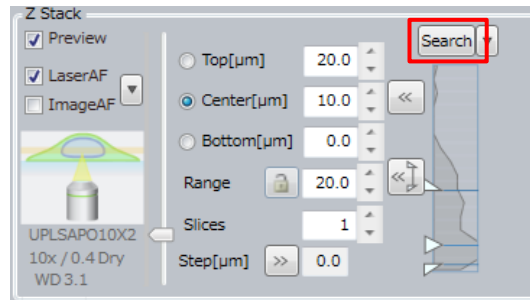 Z Stack
Preview
Search
Top[µm] 20.0
LaserAF
ImageAF
Center[µm] 10.0
Bottom[µm] 0.0
Range 20.0
Slices 1
UPLSAPO10X2
10x / 0.4 Dry
Step[µm] >> 0.0
WD 3.1